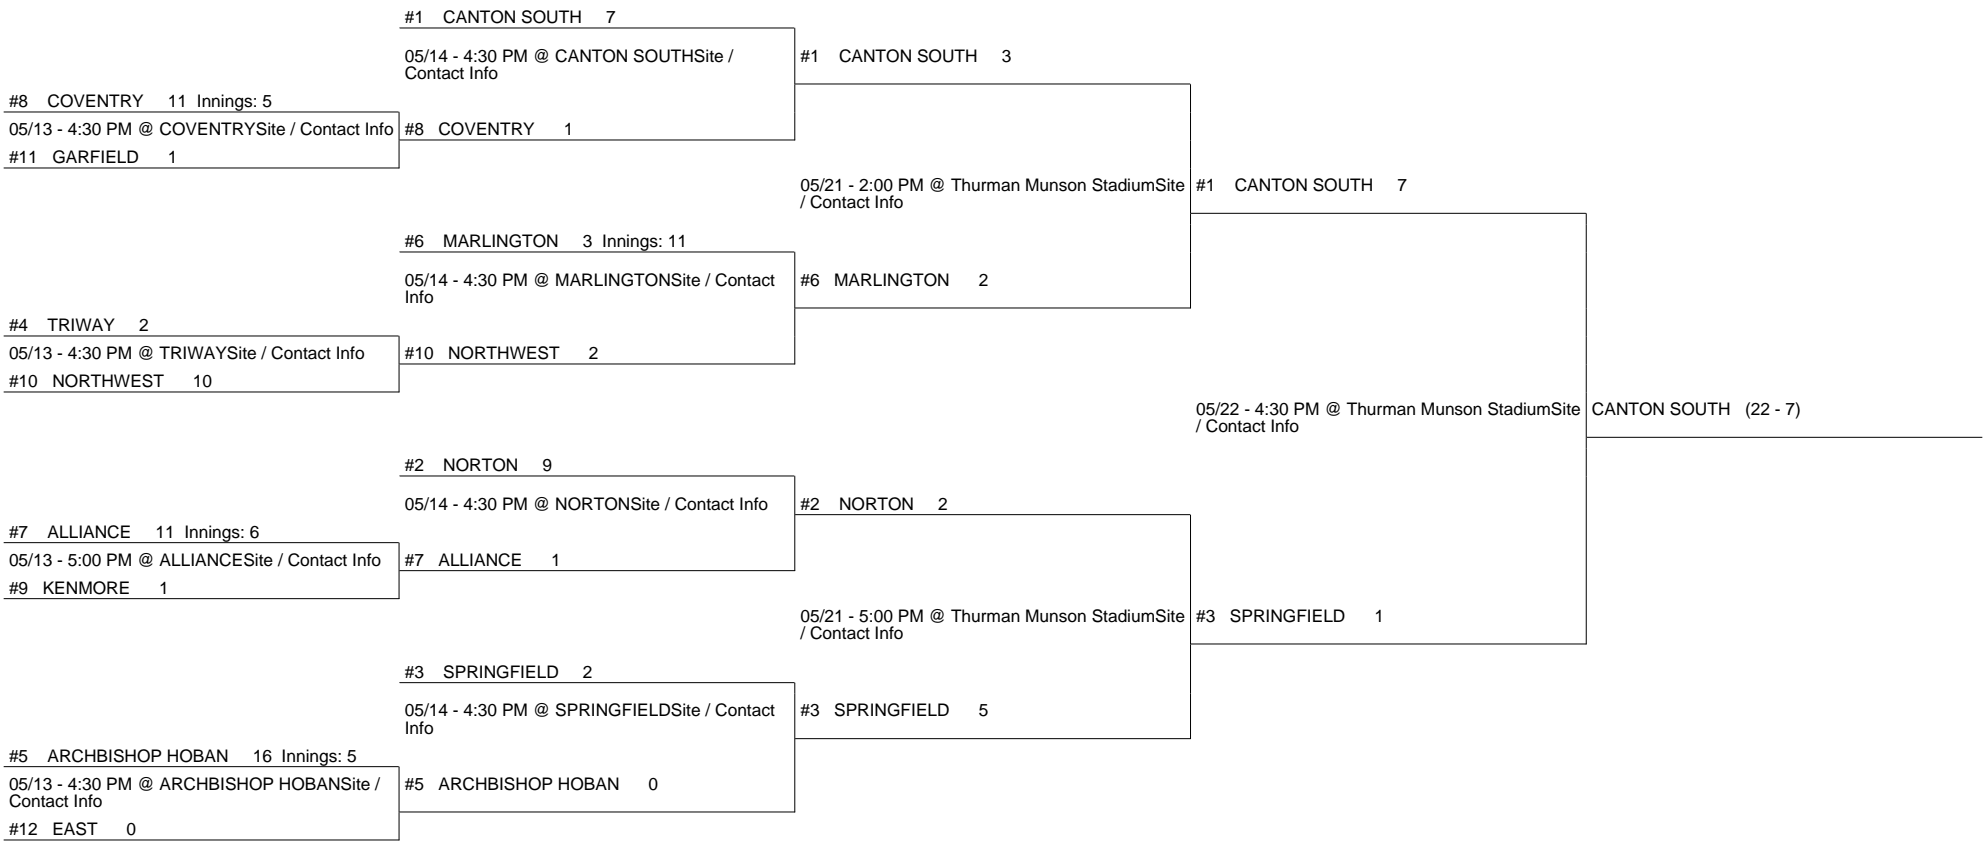 #1 CANTON SOUTH 7
05/14 - 4:30 PM @ CANTON SOUTHSite /
Contact Info
#8 COVENTRY 11 Innings: 5
05/13 - 4:30 PM @ COVENTRYSite / Contact Info
#11 GARFIELD 1
#8 COVENTRY 1
#1 CANTON SOUTH 3
05/21 - 2:00 PM @ Thurman Munson StadiumSite
/ Contact Info
#1 CANTON SOUTH 7
#6 MARLINGTON 3 Innings: 11
05/14 - 4:30 PM @ MARLINGTONSite / Contact
Info
#6 MARLINGTON 2
#4 TRIWAY 2
05/13 - 4:30 PM @ TRIWAYSite / Contact Info
#10 NORTHWEST 10
#10 NORTHWEST 2
05/22 - 4:30 PM @ Thurman Munson StadiumSite
/ Contact Info
CANTON SOUTH (22 - 7)
#2 NORTON 9
05/14 - 4:30 PM @ NORTONSite / Contact Info
#2 NORTON 2
#7 ALLIANCE 11 Innings: 6
05/13 - 5:00 PM @ ALLIANCESite / Contact Info
#9 KENMORE 1
#7 ALLIANCE 1
05/21 - 5:00 PM @ Thurman Munson StadiumSite
/ Contact Info
#3 SPRINGFIELD 1
#3 SPRINGFIELD 2
05/14 - 4:30 PM @ SPRINGFIELDSite / Contact
Info
#3 SPRINGFIELD 5
#5 ARCHBISHOP HOBAN 16 Innings: 5
05/13 - 4:30 PM @ ARCHBISHOP HOBANSite /
Contact Info
#12 EAST 0
#5 ARCHBISHOP HOBAN 0